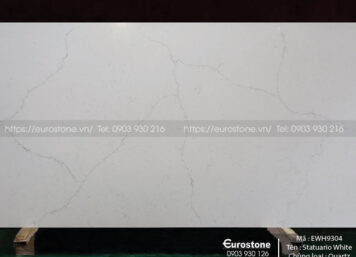 https://eurostone.vn/ Tel: 0903 930 216 https://eurostone.vn/ Tel: 0903 930 216
Eurostone
0903 930 126
Mã : EWH9304
Tên : Statuario White
Chủng loại : Quartz